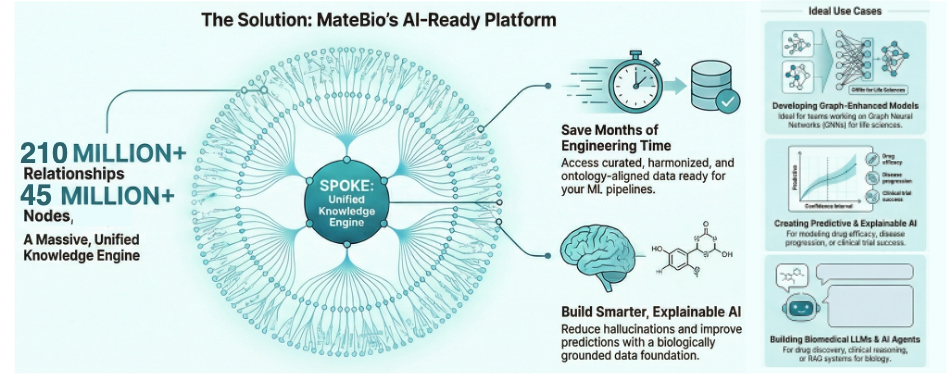 The Solution: MateBio's AI-Ready Platform
210 MILLION+
Relationships
45 MILLION+
Nodes,
A Massive, Unified
Knowledge Engine
SPOKE:
Unified
Knowledge
Engine
Save Months of
Engineering Time
Access curated, harmonized, and
ontology-aligned data ready for
your ML pipelines.
HO
OH
Build Smarter, Explainable AI
Reduce hallucinations and improve
predictions with a biologically
grounded data foundation.
Ideal Use Cases
for Life Sciences
Developing Graph-Enhanced Models
Ideal for teams working on Graph Neural
Networks (GNNs) for life sciences.
Predictive
Confidence Interval
Drug
efficacy
Disease
progression
Clinical trial
success
Creating Predictive & Explainable AI
For modeling drug efficacy, disease
progression, or clinical trial success.
Building Biomedical LLMs & AI Agents
For drug discovery, clinical reasoning,
or RAG systems for biology.